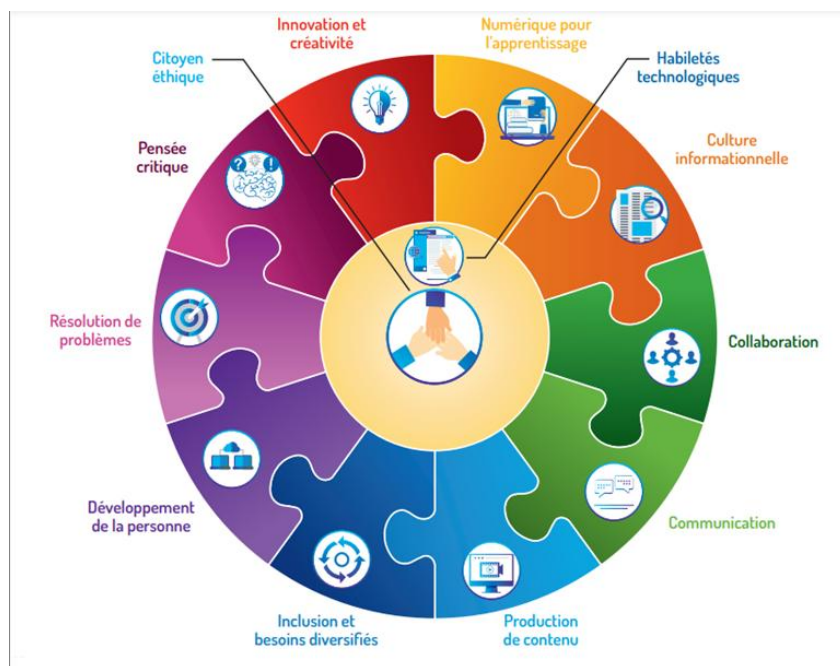 Innovation et
créativité
Numérique pour
l'apprentissage
Citoyen
éthique
Habiletés
technologiques
Pensée
critique
Culture
informationnelle
Résolution de
problèmes
Collaboration
Développement
de la personne
Communication
Inclusion et
besoins diversifiés
Production
de contenu